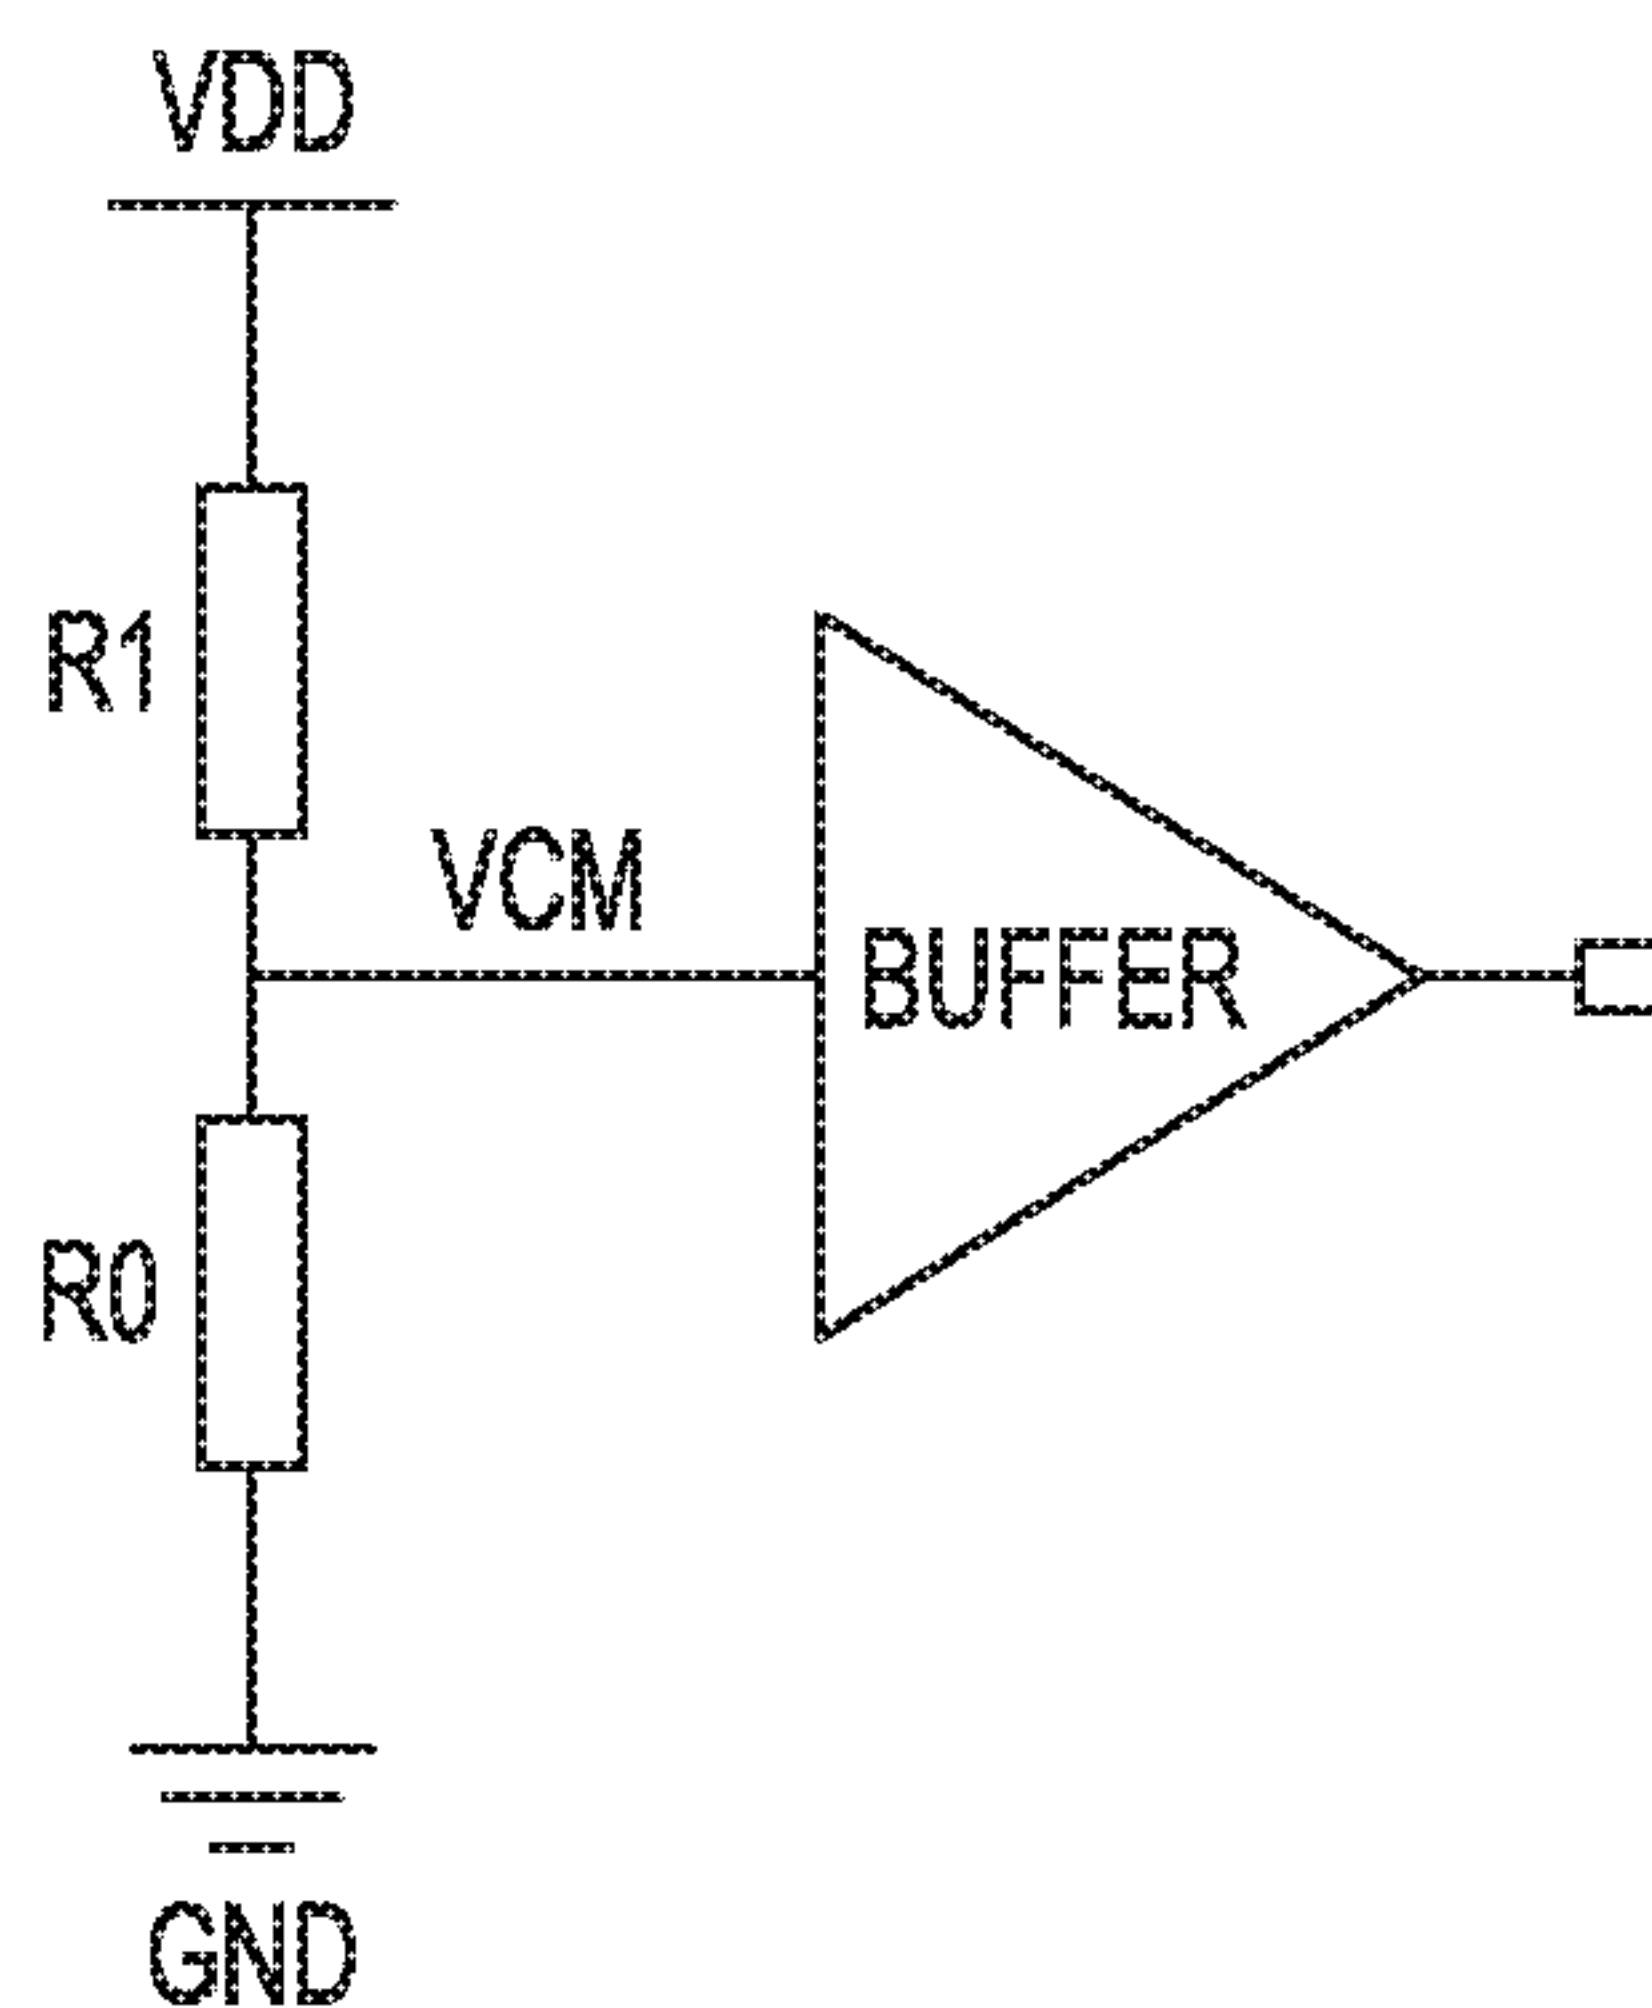 VDD
R1
VCM
BUFFER
R0
GND